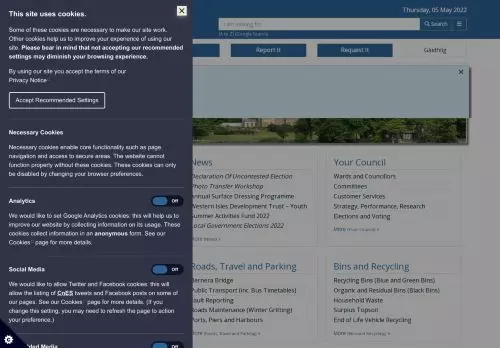 This site uses cookies.
Some of these cookies are necessary to make our site work.
Other cookies help us to improve your experience of using our
site. Please bear in mind that not accepting our recommended
settings may diminish your browsing experience.
By using our site you accept the terms of our
Privacy Notice
Accept Recommended Settings
Necessary Cookies
Necessary cookies enable core functionality such as page
navigation and access to secure areas. The website cannot
function properly without these cookies. These cookies can only
be disabled by changing your browser preferences.
Analytics
Off
We would like to set Google Analytics cookies: this will help us to
improve our website by collecting information on its usage. These
cookies collect information in an anonymous form. See our
Cookies page for more details.
Social Media
Off
We would like to allow Twitter and Facebook cookies: this will
allow the listing of CnES tweets and Facebook posts on some of
our pages. See our Cookies page for more details. (If you
change this setting, you may need to refresh the page to action
your preference.)
Off
Thursday, 05 May 2022
I am looking for
Search
(A to Z) (Google Search)
Report It
Request It
Gàidhlig
News
Declaration Of Uncontested Election
Photo Transfer Workshop
Annual Surface Dressing Programme
Western Isles Development Trust – Youth
Summer Activities Fund 2022
Local Government Elections 2022
MORE (News) »
Your Council
Wards and Councillors
Committees
Customer Services
Strategy, Performance, Research
Elections and Voting
MORE (Your Council) »
Roads, Travel and Parking
Bernera Bridge
Public Transport (inc. Bus Timetables)
Fault Reporting
Roads Maintenance (Winter Gritting)
Ports, Piers and Harbours
MORE (Roads, Travel and Parking) »
Bins and Recycling
Recycling Bins (Blue and Green Bins)
Organic and Residual Bins (Black Bins)
Household Waste
Surplus Topsoil
End of Life Vehicle Recycling
MORE (Bins and Recycling) »